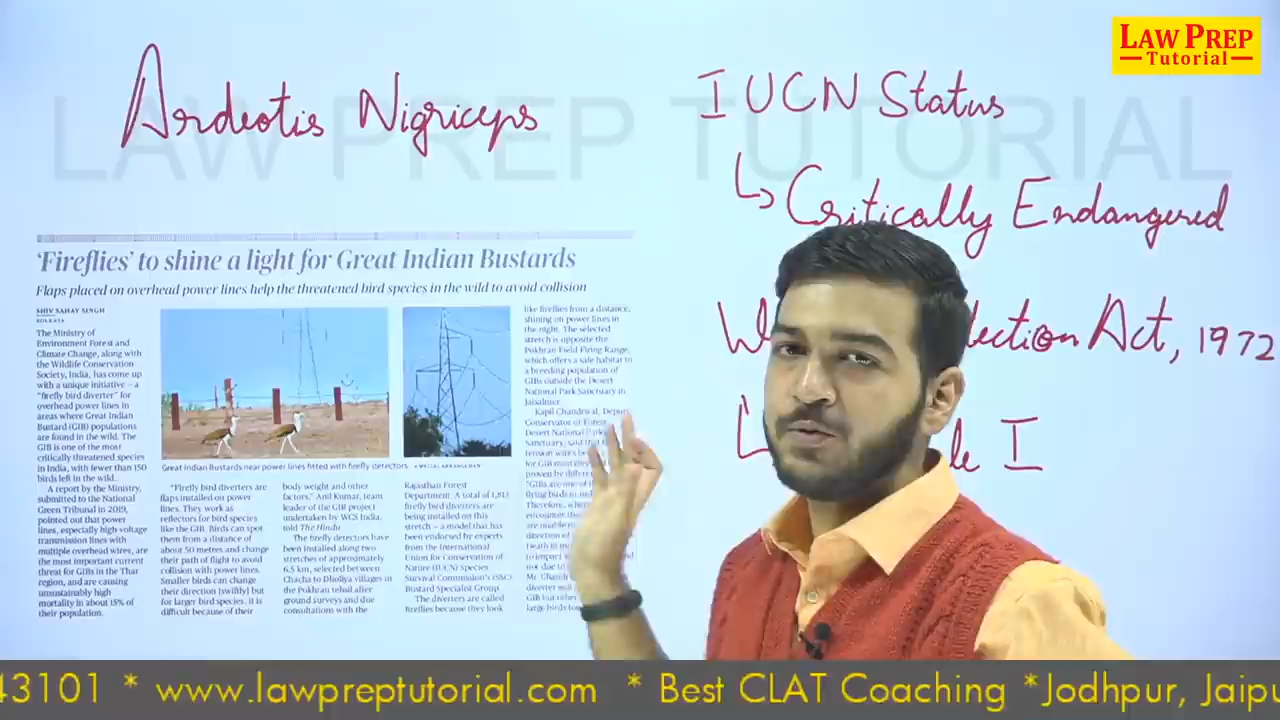 LAW PREP
Tutorial
LAW PREP TUTORIAL
Ardeotis Nigriceps
IUCN Status
↳ Critically Endangered
Act, 1972
I
'Fireflies' to shine a light for Great Indian Bustards
Flaps placed on overhead power lines help the threatened bird species in the wild to avoid collision
SHIV SAHAY SINGH
KOLKATA
The Ministry of
Environment Forest and
Climate Change, along with
the Wildlife Conservation
Society, India, has come up
with a unique initiative – a
"firefly bird diverter" for
overhead power lines in
areas where Great Indian
Bustard (GIB) populations
are found in the wild. The
GIB is one of the most
critically threatened species
in India, with fewer than 150
birds left in the wild.
A report by the Ministry,
submitted to the National
Green Tribunal in 2019,
pointed out that power
lines, especially high voltage
transmission lines with
multiple overhead wires, are
the most important current
threat for GIBs in the Thar
region, and are causing
unsustainably high
mortality in about 15% of
their population.
Great Indian Bustards near power lines fitted with firefly detectors. • SPECIAL ARRANGEMENT
"Firefly bird diverters are
flaps installed on power
lines. They work as
reflectors for bird species
like the GIB. Birds can spot
them from a distance of
about 50 metres and change
their path of flight to avoid
collision with power lines.
Smaller birds can change
their direction [swiftly] but
for larger bird species, it is
difficult because of their
body weight and other
factors," Anil Kumar, team
leader of the GIB project
undertaken by WCS India,
told The Hindu
The firefly detectors have
been installed along two
stretches of approximately
6.5 km, selected between
Chacha to Dholiya villages in
the Pokhran tehsil after
ground surveys and due
consultations with the
Rajasthan Forest
Department. A total of 1,813
firefly bird diverters are
being installed on this
stretch – a model that has
been endorsed by experts
from the International
Union for Conservation of
Nature (IUCN) Species
Survival Commission's (SSC)
Bustard Specialist Group.
The diverters are called
fireflies because they look
like fireflies from a distance,
shining on power lines in
the night. The selected
stretch is opposite the
Pokhran Field Firing Range,
which offers a safe habitat to
a breeding population of
GIBs outside the Desert
National Park Sanctuary in
Jaisalmer.
Kapil Chandrwal, Deputy
Conservator of Forest
Desert National
Sanctuary, said
43101 * www.lawpreptutorial.com * Best CLAT Coaching *Jodhpur, Jaipu